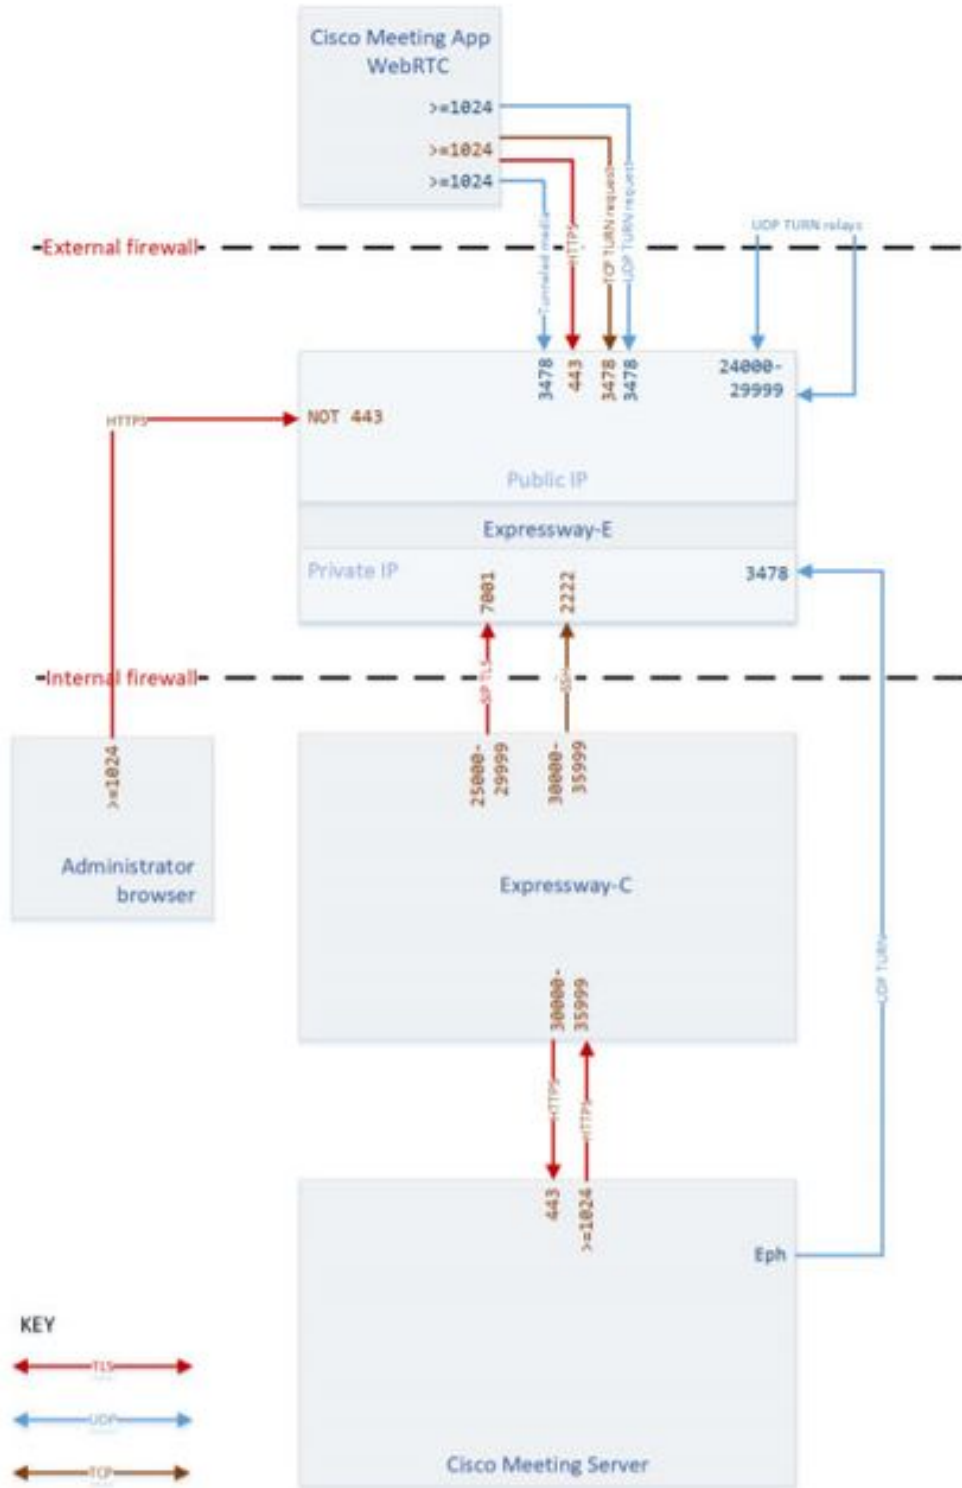 Cisco Meeting App
WebRTC
>=1024
>=1024
>=1024
Tunneled media
HTTPS
TCP TURN request
UDP TURN request
UDP TURN relays
External firewall
3478
443
3478
3478
24000-
29999
HTTPS
NOT 443
Public IP
Expressway-E
Private IP
7001
2222
3478
Internal firewall
SIP TLS
SSH
>=1024
Administrator
browser
25000-
29999
30000-
35999
Expressway-C
UDP TURN
30000-
35999
HTTPS
HTTPS
443
>=1024
Eph
Cisco Meeting Server
KEY
TLS
UDP
TCP